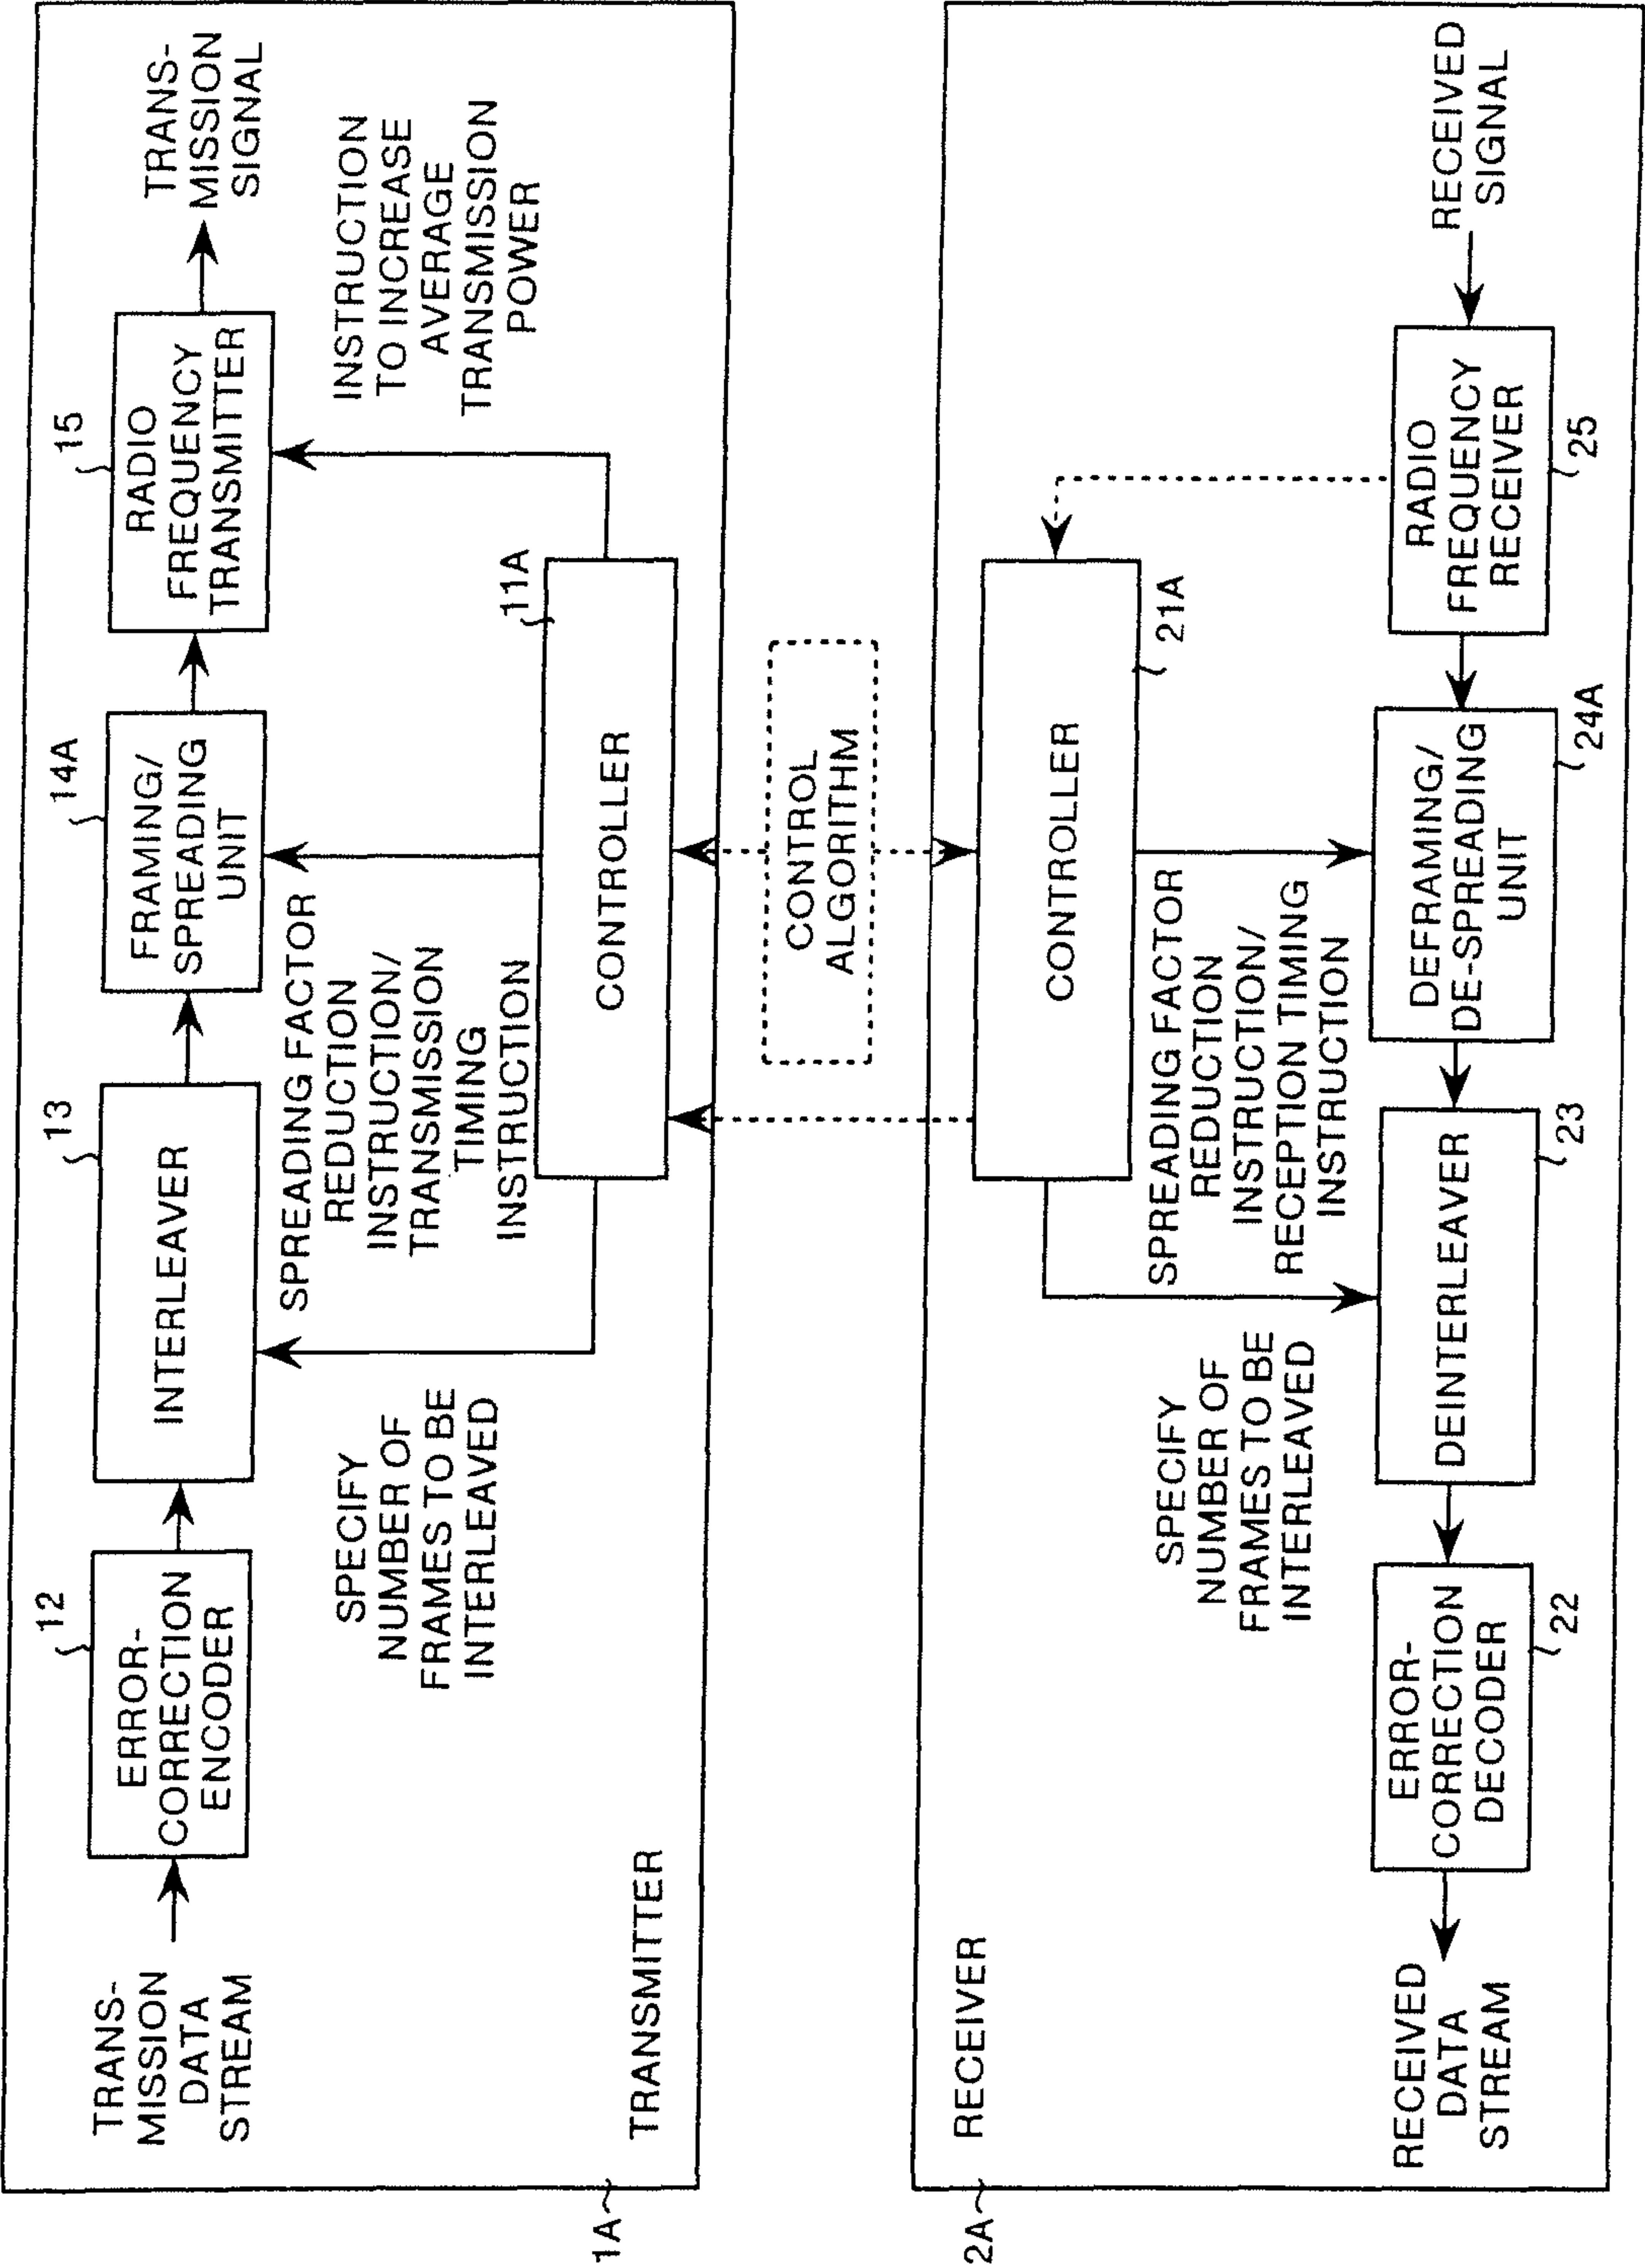 TRANS-
MISSION
DATA
STREAM
12
ERROR-
CORRECTION
ENCODER
13
INTERLEAVER
14A
FRAMING/
SPREADING
UNIT
15
RADIO
FREQUENCY
TRANSMITTER
TRANS-
MISSION
SIGNAL
SPECIFY
NUMBER OF
FRAMES TO BE
INTERLEAVED
SPREADING FACTOR
REDUCTION
INSTRUCTION/
TRANSMISSION
TIMING
INSTRUCTION
INSTRUCTION
TO INCREASE
AVERAGE
TRANSMISSION
POWER
11A
CONTROLLER
TRANSMITTER
1A
CONTROL
ALGORITHM
2A
RECEIVER
CONTROLLER
21A
SPECIFY
NUMBER OF
FRAMES TO BE
INTERLEAVED
SPREADING FACTOR
REDUCTION
INSTRUCTION/
RECEPTION TIMING
INSTRUCTION
RECEIVED
DATA
STREAM
ERROR-
CORRECTION
DECODER
22
DEINTERLEAVER
23
DEFRAMING/
DE-SPREADING
UNIT
24A
RADIO
FREQUENCY
RECEIVER
25
RECEIVED
SIGNAL